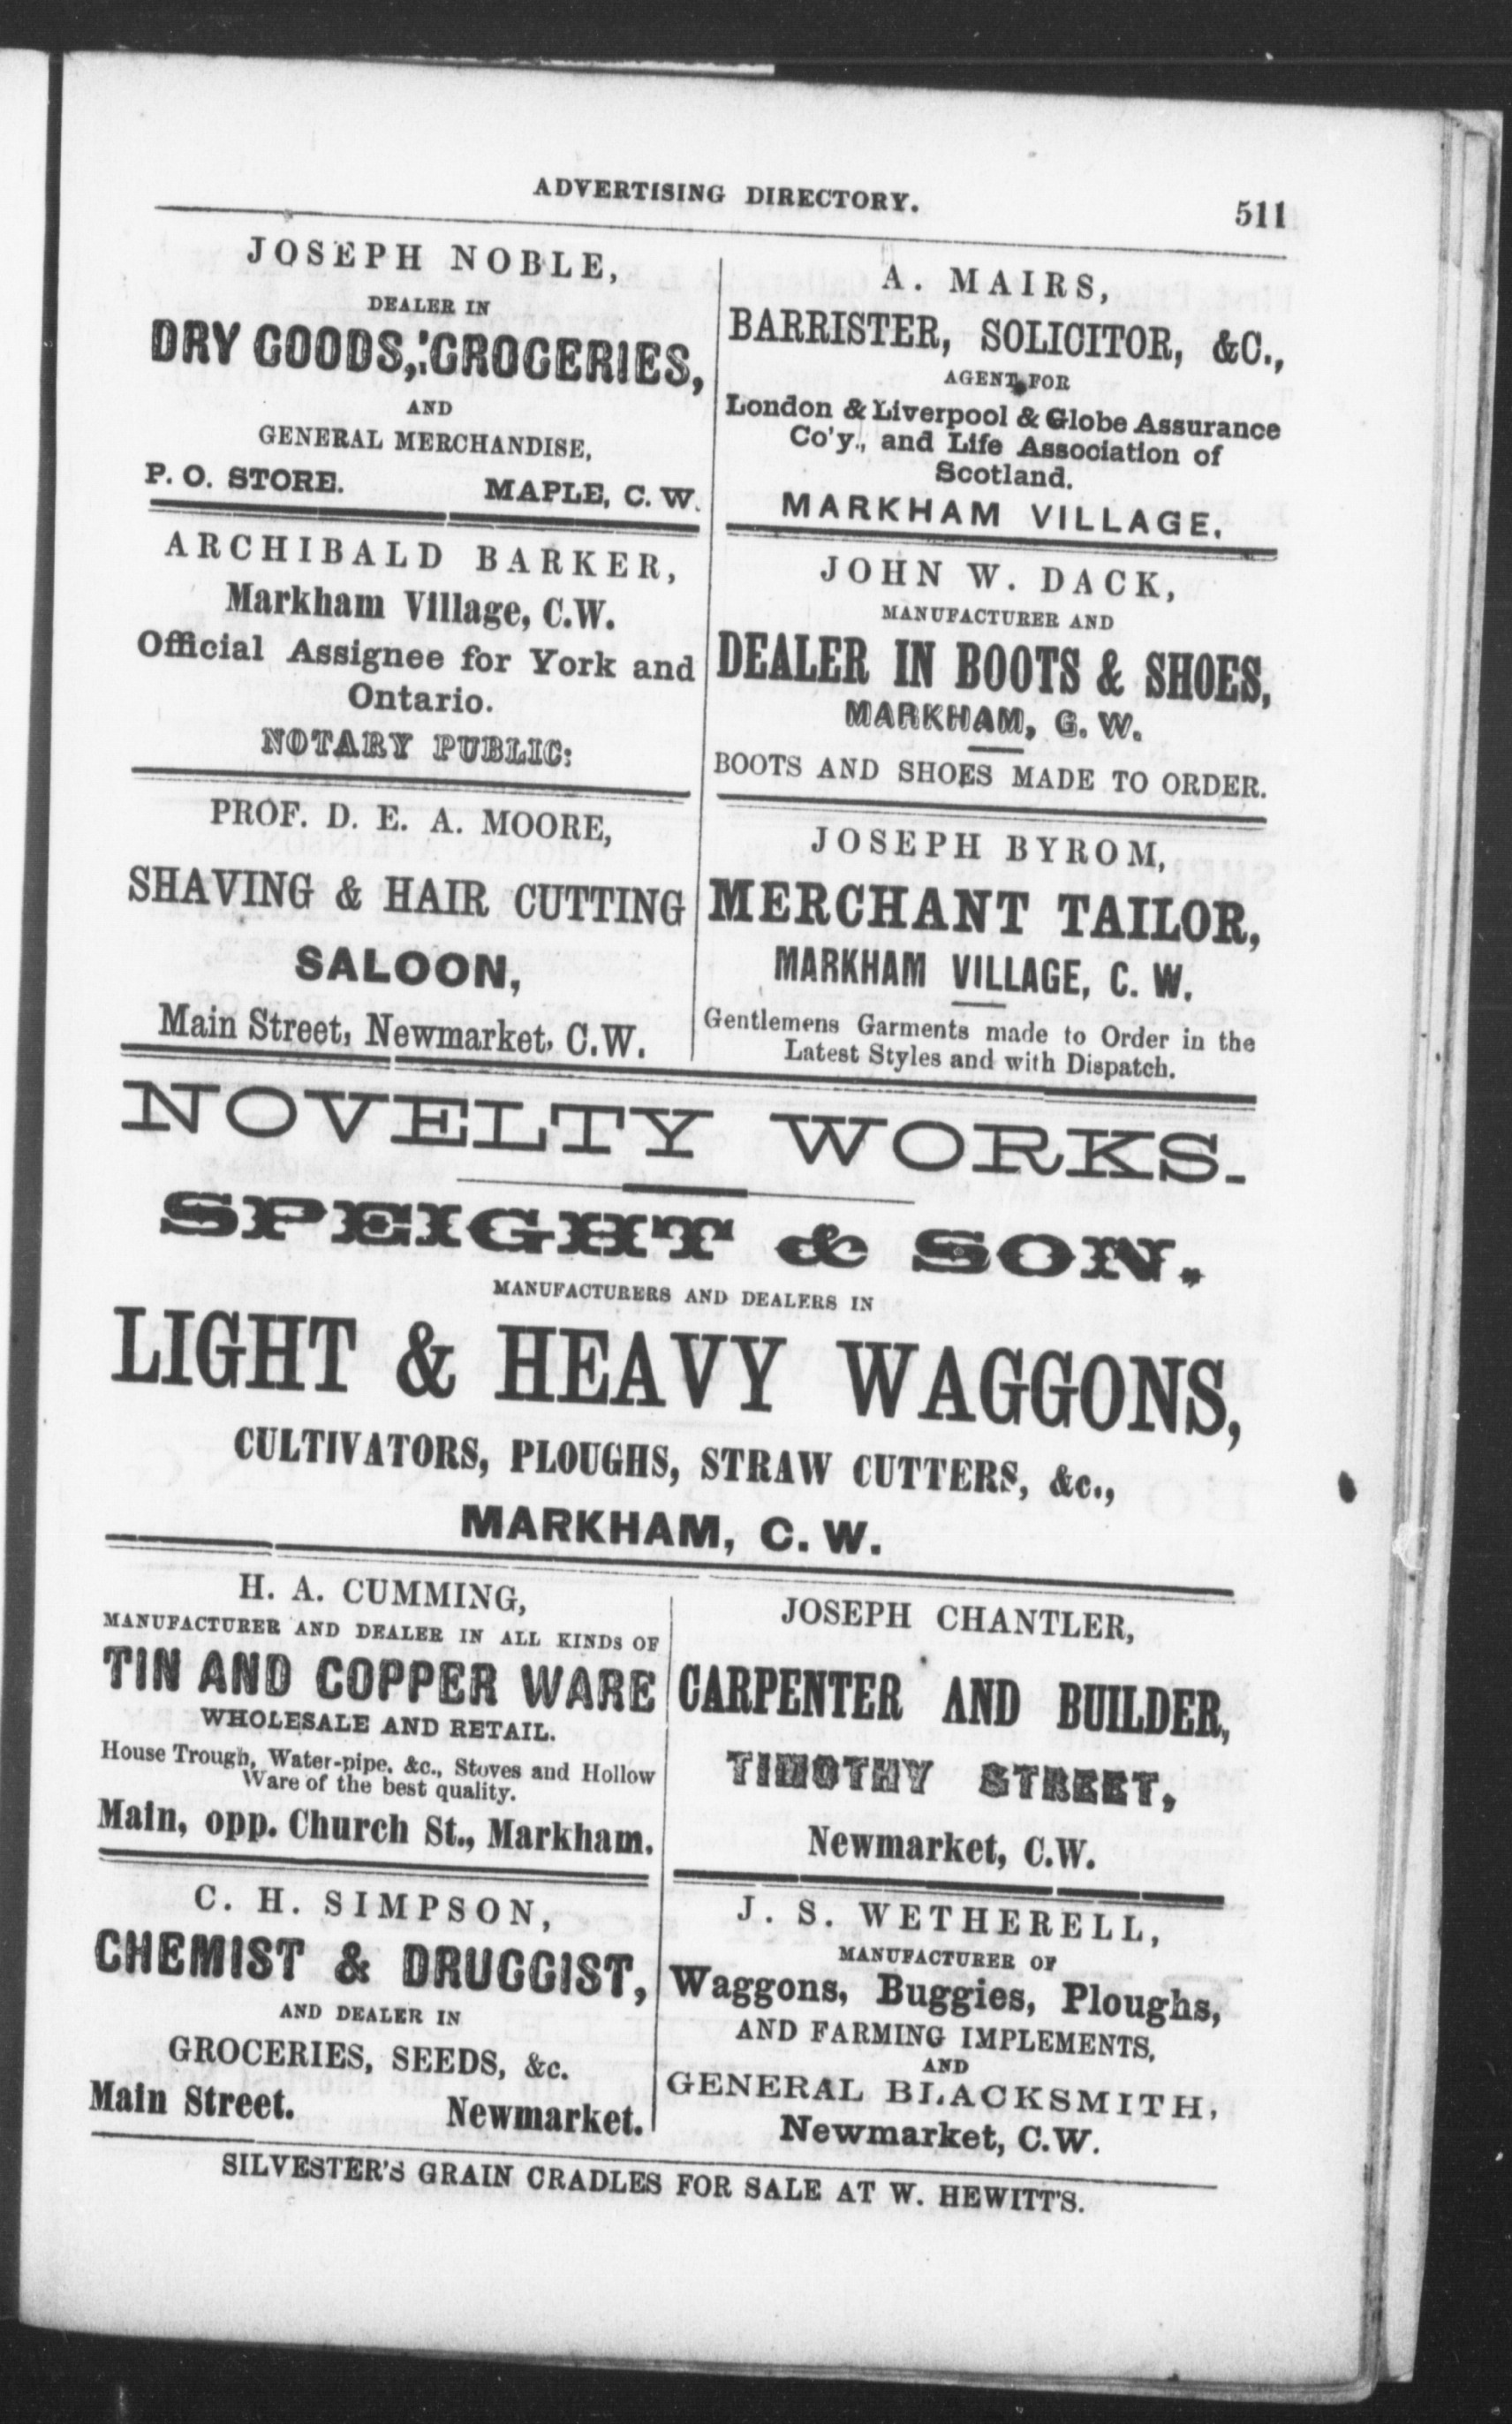 ADVERTISING DIRECTORY.
511
JOSEPH NOBLE,
DEALER IN
DRY GOODS, GROCERIES,
AND
GENERAL MERCHANDISE,
P. O. STORE. MAPLE, C. W.
ARCHIBALD BARKER,
Markham Village, C.W.
Official Assignee for York and
Ontario.
NOTARY PUBLIC:
PROF. D. E. A. MOORE,
SHAVING & HAIR CUTTING
SALOON,
Main Street, Newmarket, C.W.
A. MAIRS,
BARRISTER, SOLICITOR, &C.,
AGENT FOR
London & Liverpool & Globe Assurance
Co'y., and Life Association of
Scotland.
MARKHAM VILLAGE.
JOHN W. DACK,
MANUFACTURER AND
DEALER IN BOOTS & SHOES,
MARKHAM, C. W.
BOOTS AND SHOES MADE TO ORDER.
JOSEPH BYROM,
MERCHANT TAILOR,
MARKHAM VILLAGE, C. W.
Gentlemens Garments made to Order in the
Latest Styles and with Dispatch.
NOVELTY WORKS.
SPEIGHT & SON.
MANUFACTURERS AND DEALERS IN
LIGHT & HEAVY WAGGONS,
CULTIVATORS, PLOUGHS, STRAW CUTTERS, &c.,
MARKHAM, C. W.
H. A. CUMMING,
MANUFACTURER AND DEALER IN ALL KINDS OF
TIN AND COPPER WARE
WHOLESALE AND RETAIL.
House Trough, Water-pipe, &c., Stoves and Hollow
Ware of the best quality.
Main, opp. Church St., Markham.
C. H. SIMPSON,
CHEMIST & DRUGGIST,
AND DEALER IN
GROCERIES, SEEDS, &c.
Main Street. Newmarket.
JOSEPH CHANTLER,
CARPENTER AND BUILDER,
TIMOTHY STREET,
Newmarket, C.W.
J. S. WETHERELL,
MANUFACTURER OF
Waggons, Buggies, Ploughs,
AND FARMING IMPLEMENTS,
AND
GENERAL BLACKSMITH,
Newmarket, C.W.
SILVESTER'S GRAIN CRADLES FOR SALE AT W. HEWITT'S.